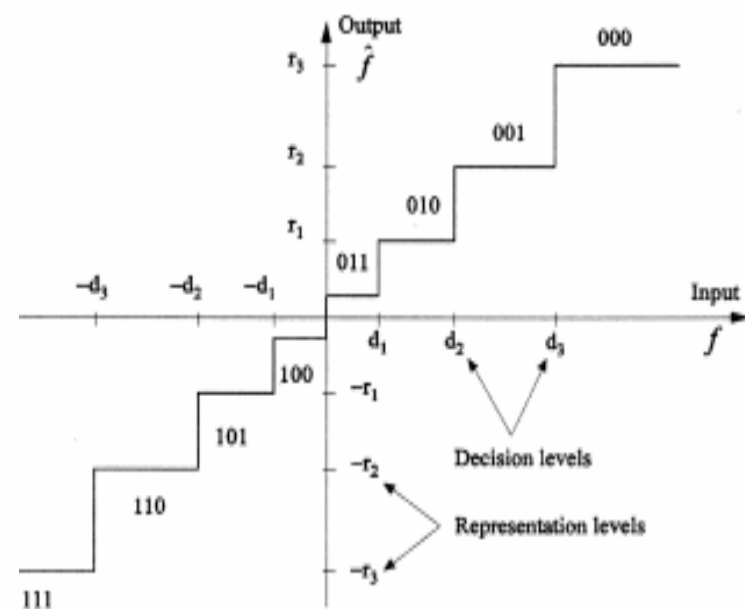 Output
000
r₃
f̂
001
r₂
010
r₁
011
–d₃ –d₂ –d₁
Input
d₁ d₂ d₃
f
100
–r₁
101
Decision levels
–r₂
110
Representation levels
–r₃
111